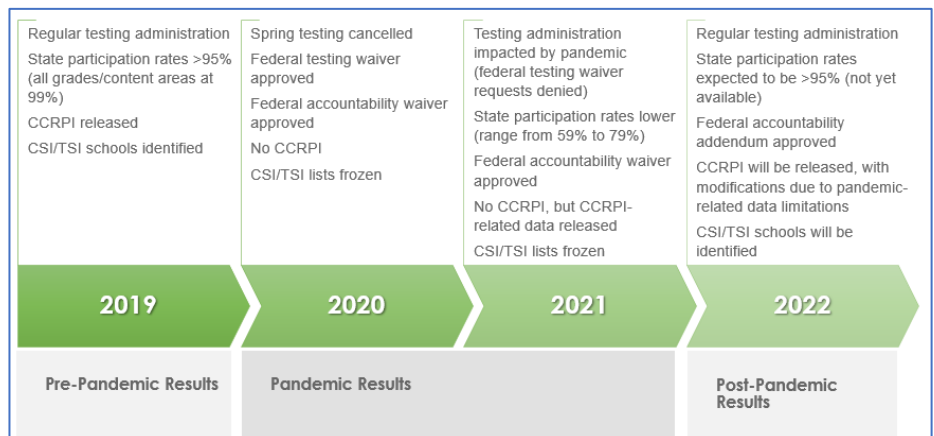 Regular testing administration
State participation rates >95%
(all grades/content areas at
99%)
CCRPI released
CSI/TSI schools identified
Spring testing cancelled
Federal testing waiver
approved
Federal accountability waiver
approved
No CCRPI
CSI/TSI lists frozen
Testing administration
impacted by pandemic
(federal testing waiver
requests denied)
State participation rates lower
(range from 59% to 79%)
Federal accountability waiver
approved
No CCRPI, but CCRPI-
related data released
CSI/TSI lists frozen
Regular testing administration
State participation rates
expected to be >95% (not yet
available)
Federal accountability
addendum approved
CCRPI will be released, with
modifications due to pandemic-
related data limitations
CSI/TSI schools will be
identified
2019
2020
2021
2022
Pre-Pandemic Results
Pandemic Results
Post-Pandemic
Results